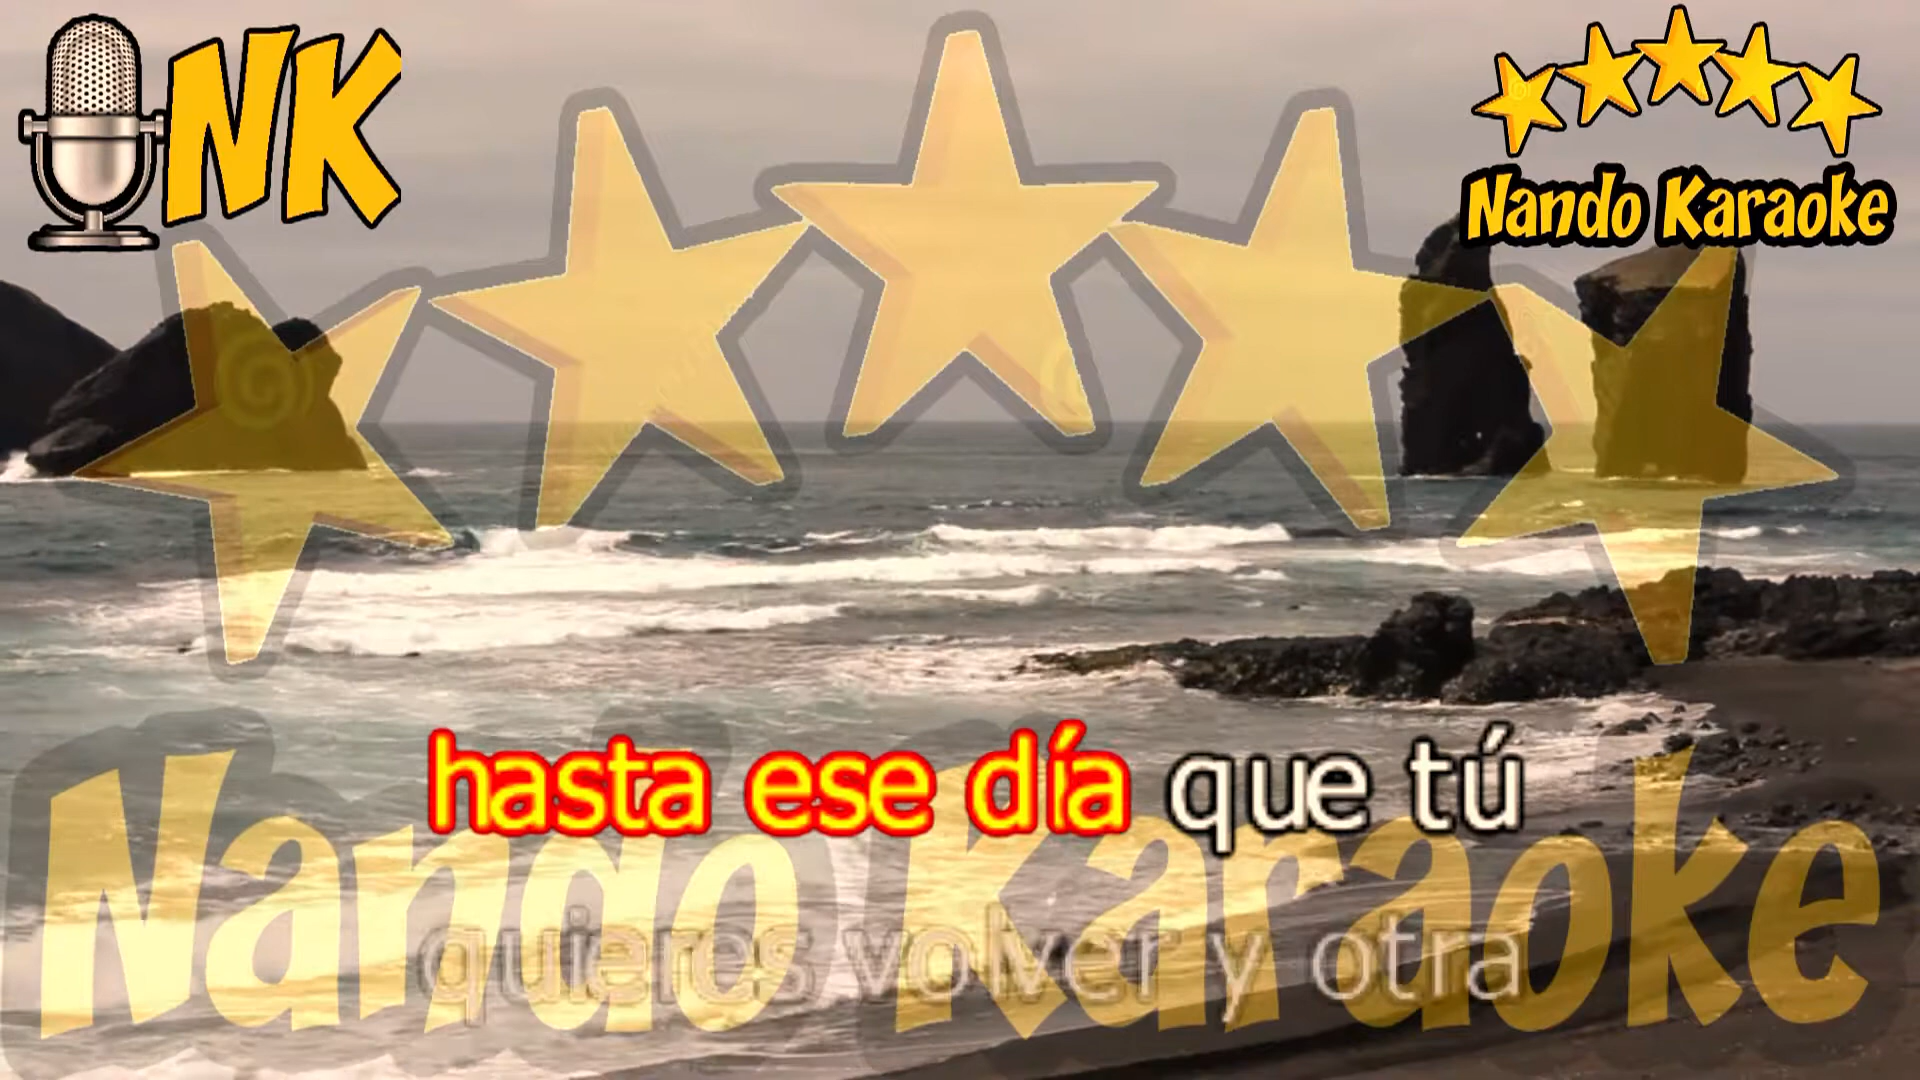 NK
Nando Karaoke
hasta ese día que tú
quieres volver y otra
Nando Karaoke